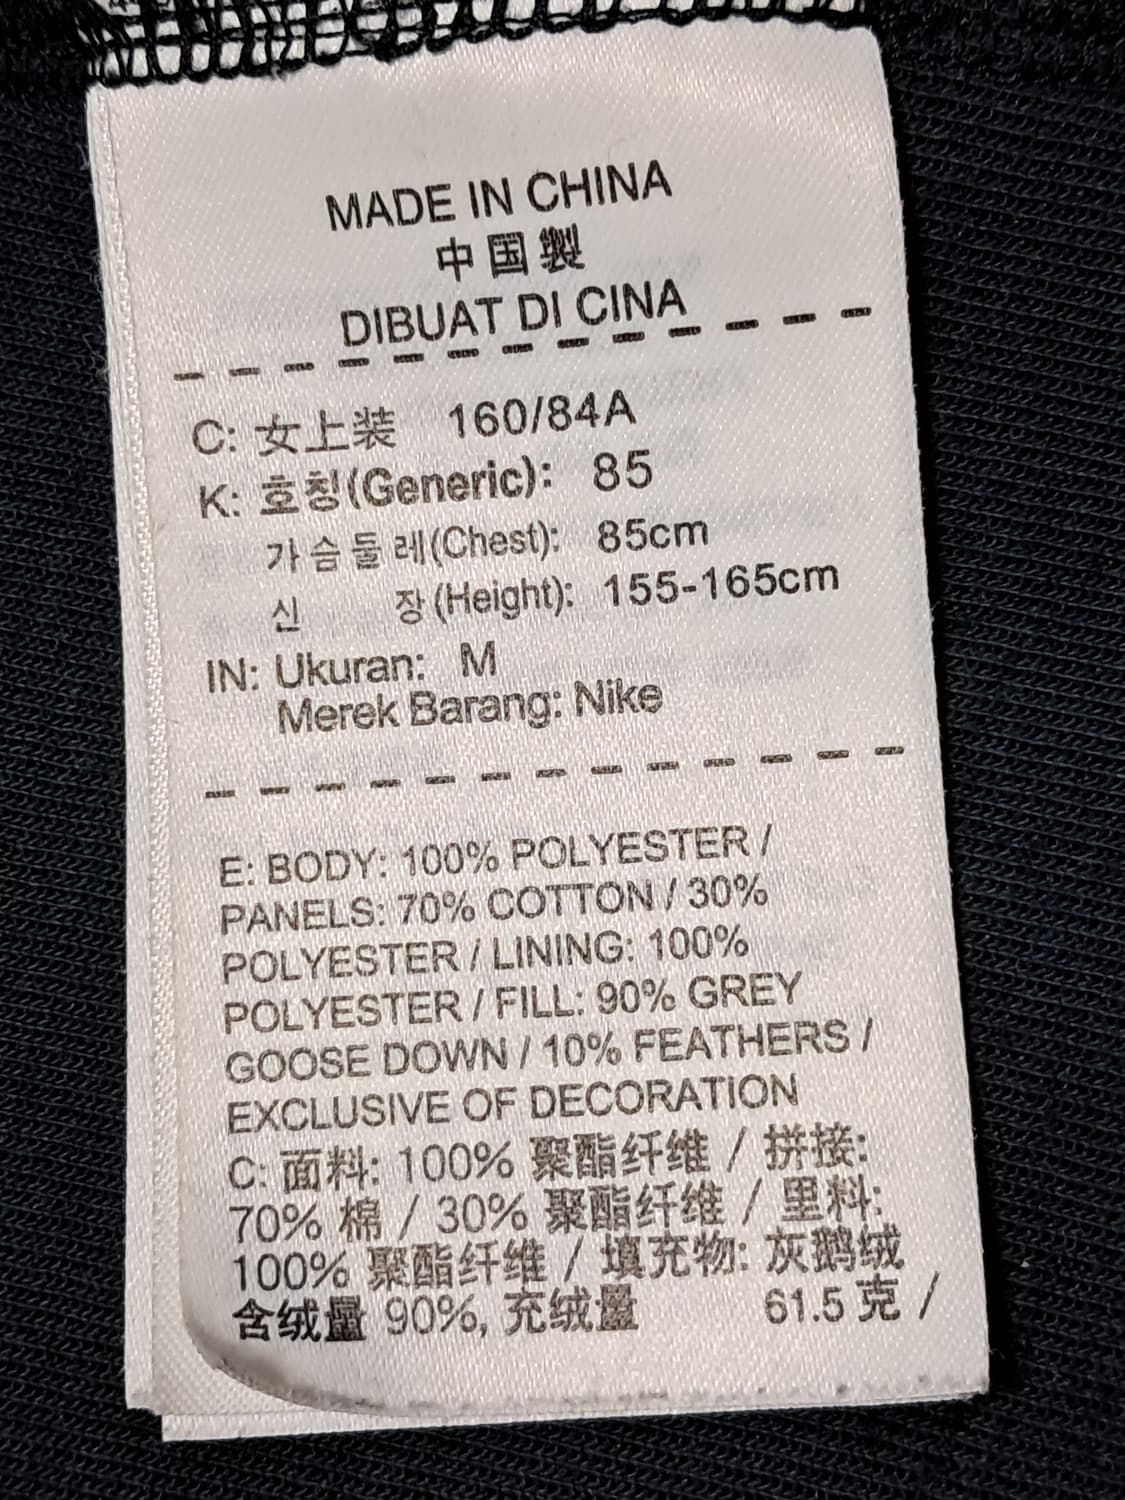 MADE IN CHINA
中国製
DIBUAT DI CINA
C: 女上装 160/84A
K: 호칭(Generic): 85
가슴둘레(Chest): 85cm
신 장(Height): 155-165cm
IN: Ukuran: M
Merek Barang: Nike
E: BODY: 100% POLYESTER /
PANELS: 70% COTTON / 30%
POLYESTER / LINING: 100%
POLYESTER / FILL: 90% GREY
GOOSE DOWN / 10% FEATHERS /
EXCLUSIVE OF DECORATION
C: 面料: 100% 聚酯纤维 / 拼接:
70% 棉 / 30% 聚酯纤维 / 里料:
100% 聚酯纤维 / 填充物: 灰鹅绒
含绒量 90%, 充绒量 61.5 克 /